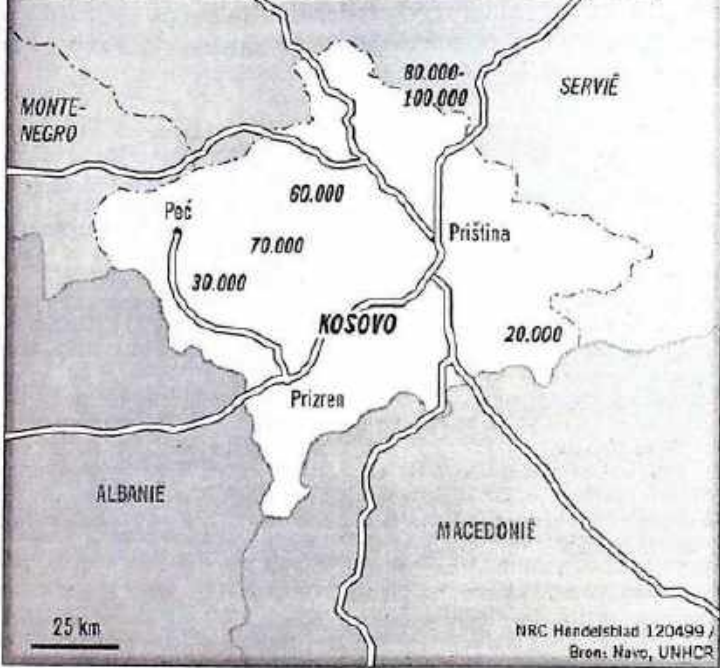 80.000-
100.000
SERVIË
MONTE-
NEGRO
60.000
Peć
Priština
70.000
30.000
KOSOVO
20.000
Prizren
ALBANIË
MACEDONIË
25 km
NRC Handelsblad 120499 /
Bron: Navo, UNHCR